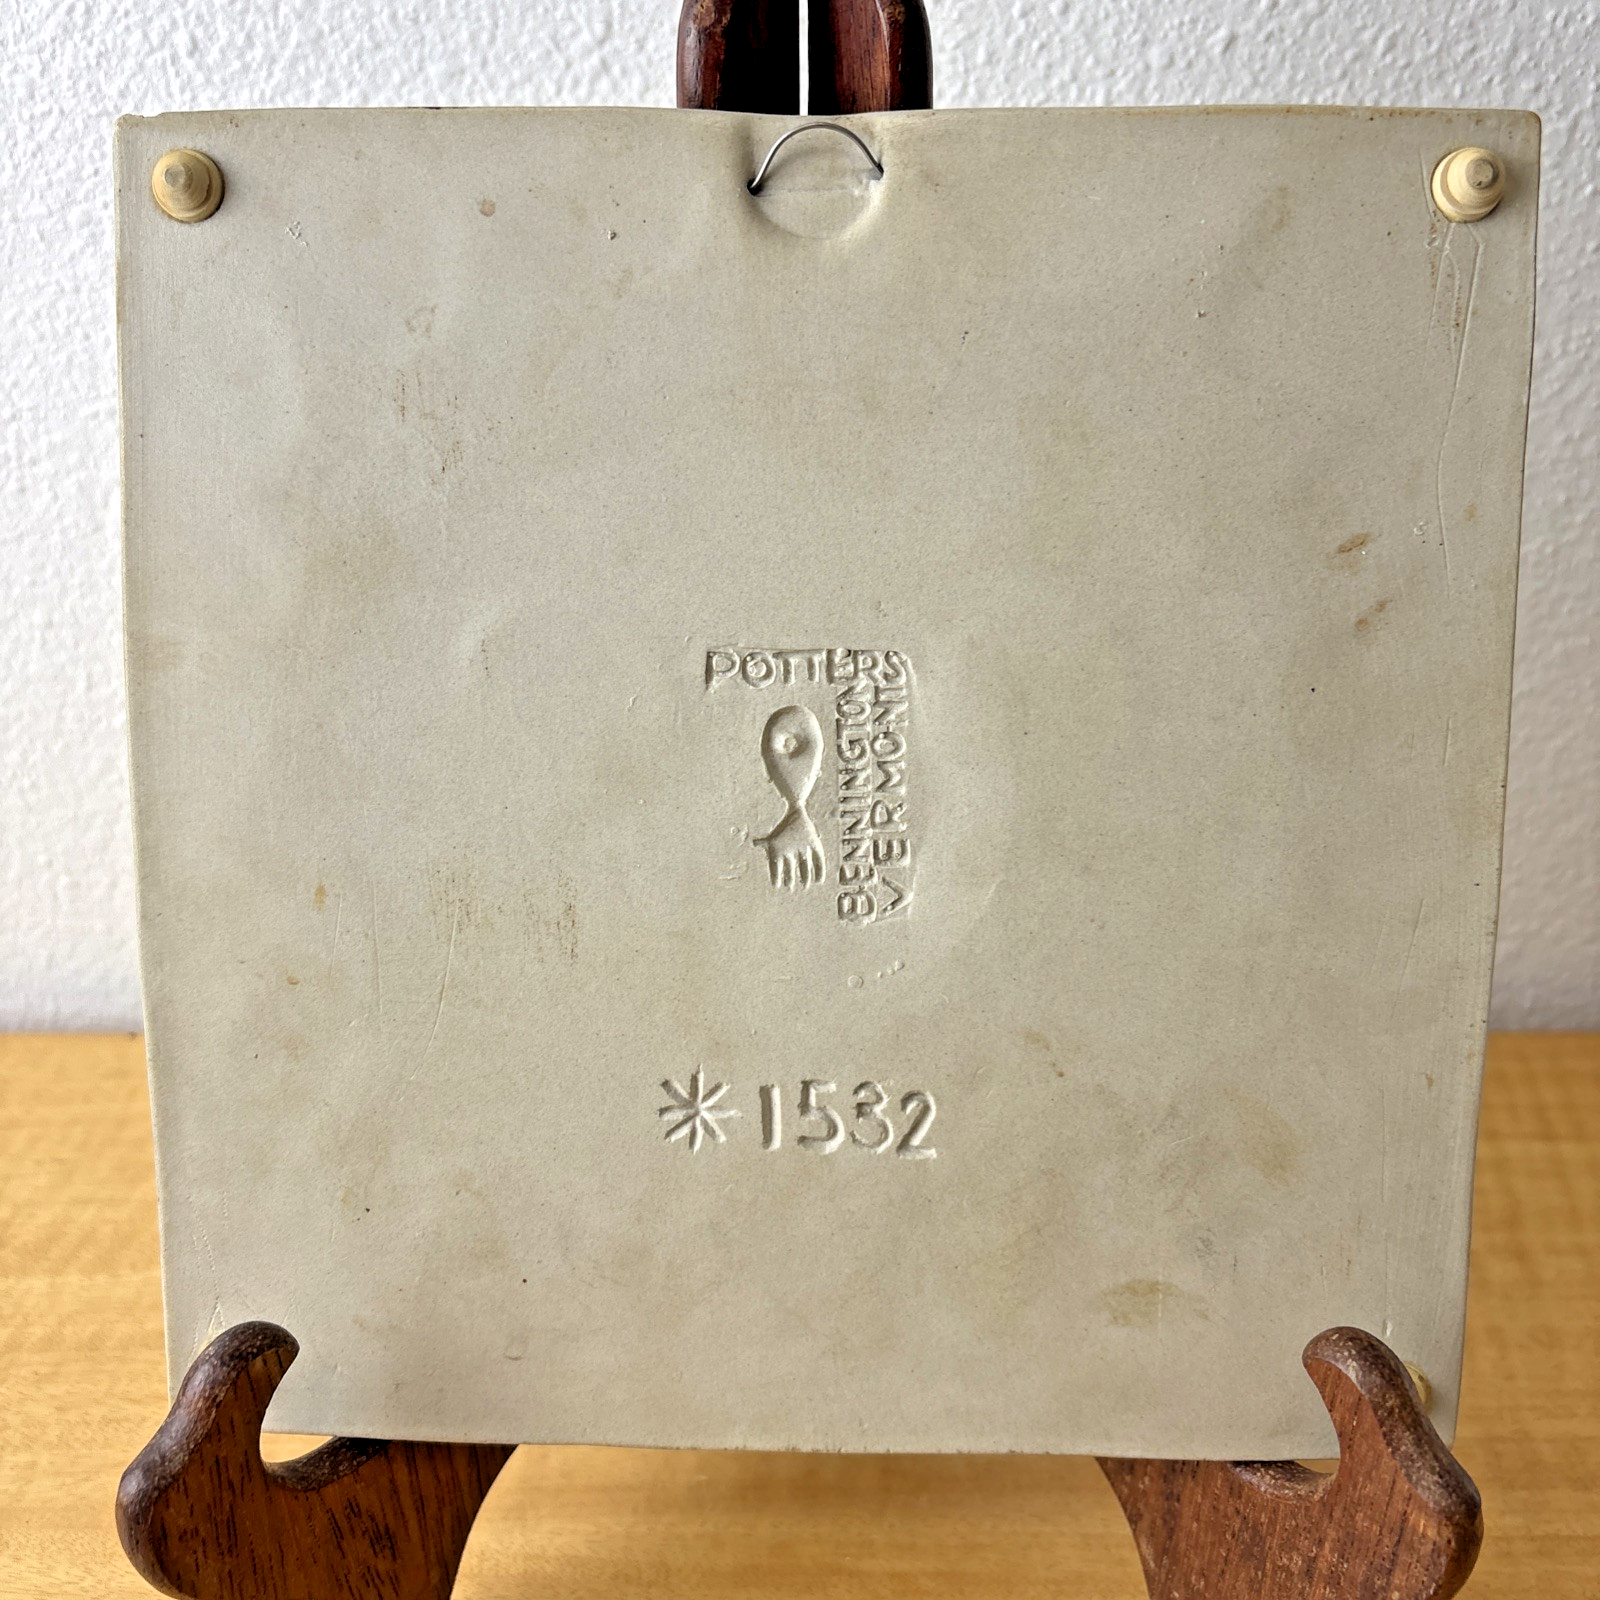 POTTERS
BENNINGTON
VERMONT
*1532